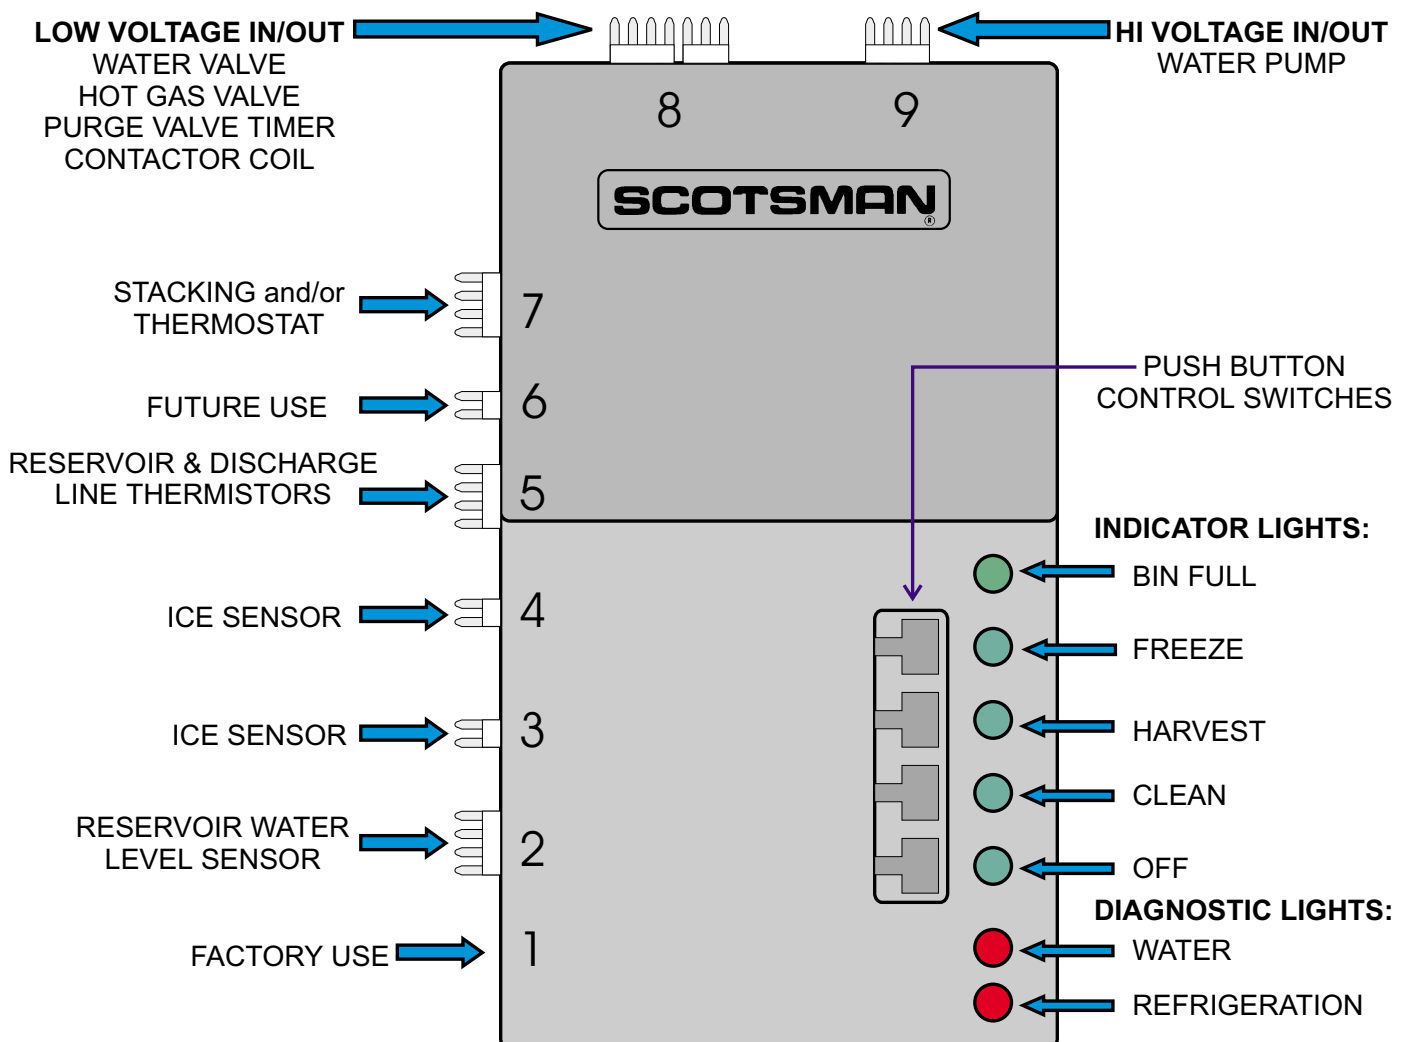 LOW VOLTAGE IN/OUT
WATER VALVE
HOT GAS VALVE
PURGE VALVE TIMER
CONTACTOR COIL
HI VOLTAGE IN/OUT
WATER PUMP
8
9
SCOTSMAN®
STACKING and/or
THERMOSTAT
7
PUSH BUTTON
CONTROL SWITCHES
FUTURE USE
6
RESERVOIR & DISCHARGE
LINE THERMISTORS
5
INDICATOR LIGHTS:
BIN FULL
ICE SENSOR
4
FREEZE
ICE SENSOR
3
HARVEST
CLEAN
RESERVOIR WATER
LEVEL SENSOR
2
OFF
DIAGNOSTIC LIGHTS:
FACTORY USE
1
WATER
REFRIGERATION